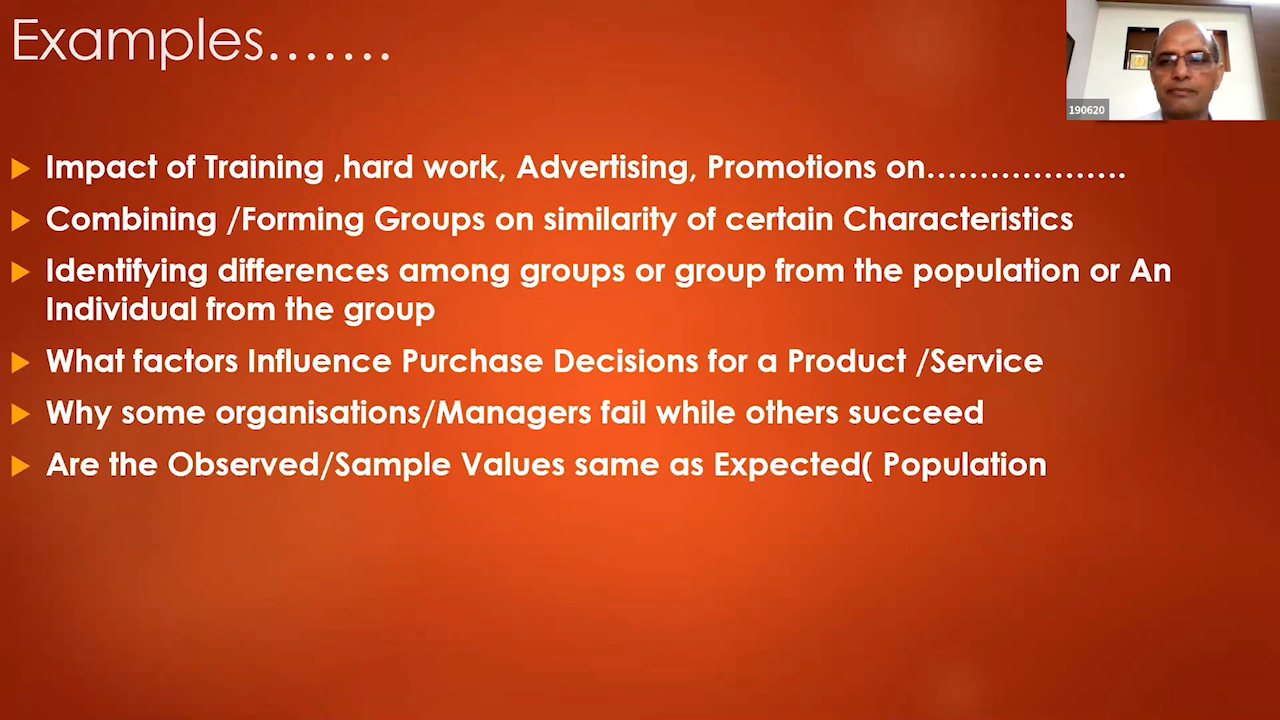 Examples.......
190620
Impact of Training ,hard work, Advertising, Promotions on...................
Combining /Forming Groups on similarity of certain Characteristics
Identifying differences among groups or group from the population or An
Individual from the group
What factors Influence Purchase Decisions for a Product /Service
Why some organisations/Managers fail while others succeed
Are the Observed/Sample Values same as Expected( Population